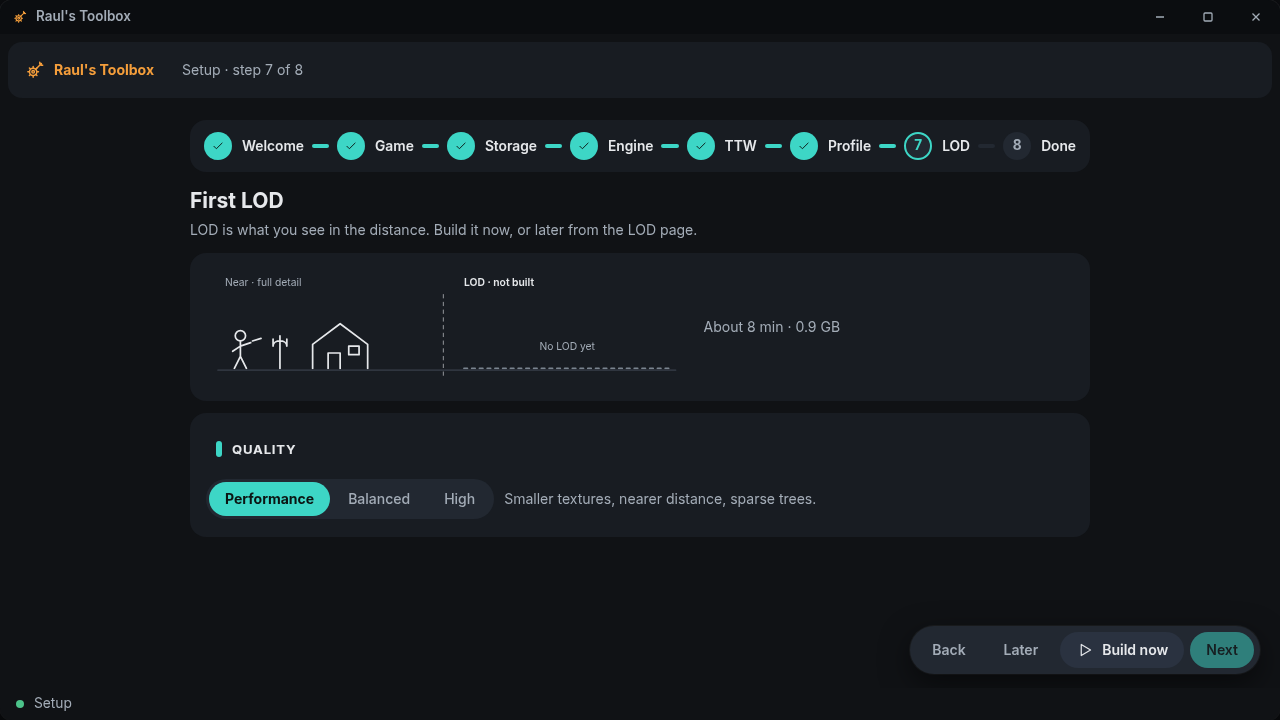 Raul's Toolbox
Raul's Toolbox
Setup · step 7 of 8
Welcome
Game
Storage
Engine
TTW
Profile
7
LOD
8
Done
First LOD
LOD is what you see in the distance. Build it now, or later from the LOD page.
Near · full detail
LOD · not built
About 8 min · 0.9 GB
No LOD yet
QUALITY
Performance
Balanced
High
Smaller textures, nearer distance, sparse trees.
Back
Later
Build now
Next
Setup